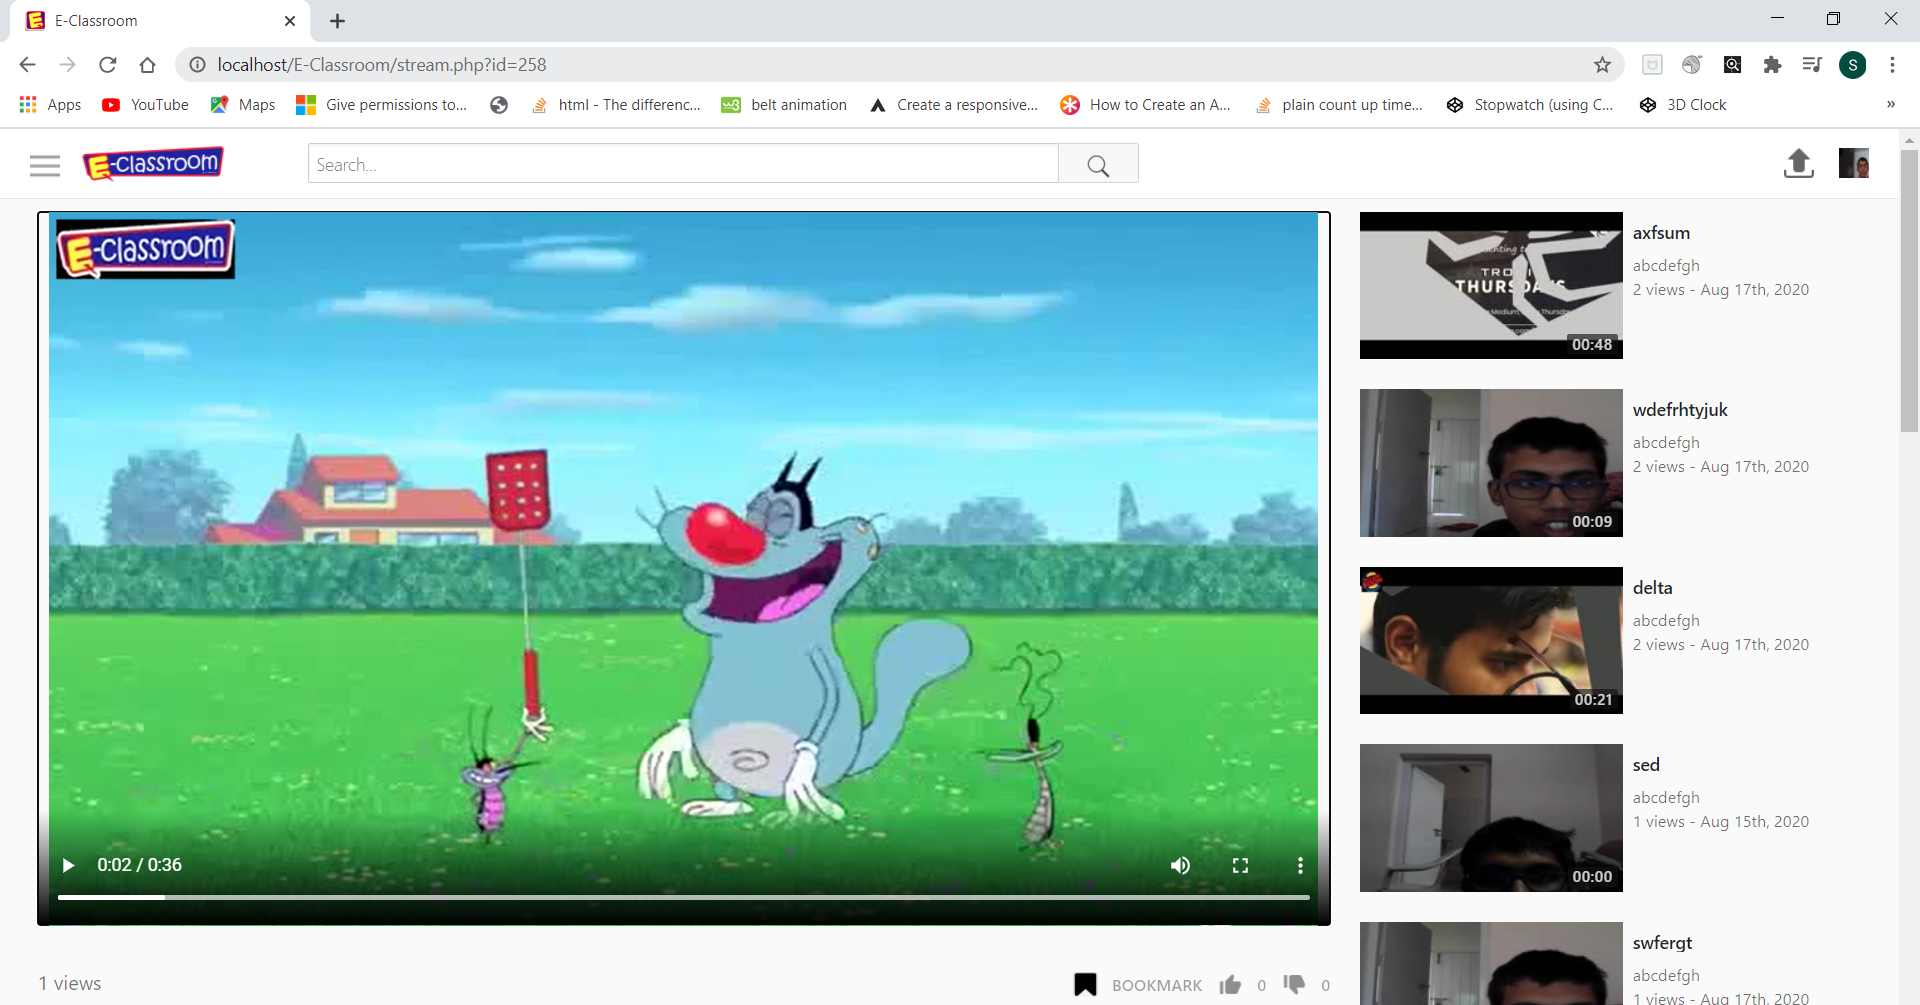 E-Classroom
localhost/E-Classroom/stream.php?id=258
S
Apps
YouTube
Maps
Give permissions to...
html - The differenc...
w3
belt animation
Create a responsive...
How to Create an A...
plain count up time...
Stopwatch (using C...
3D Clock
»
E-Classroom
Search...
E-Classroom
0:02 / 0:36
1 views
BOOKMARK
0
0
THURSDAYS
00:48
axfsum
abcdefgh
2 views - Aug 17th, 2020
00:09
wdefrhtyjuk
abcdefgh
2 views - Aug 17th, 2020
00:21
delta
abcdefgh
2 views - Aug 17th, 2020
00:00
sed
abcdefgh
1 views - Aug 15th, 2020
swfergt
abcdefgh
1 views - Aug 15th, 2020